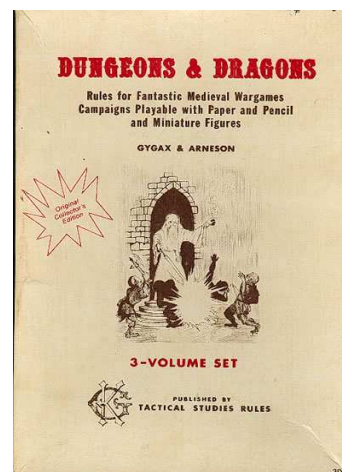 DUNGEONS & DRAGONS
Rules for Fantastic Medieval Wargames
Campaigns Playable with Paper and Pencil
and Miniature Figures
GYGAX & ARNESON
Original
Collector's
Edition
3-VOLUME SET
PUBLISHED BY
TACTICAL STUDIES RULES